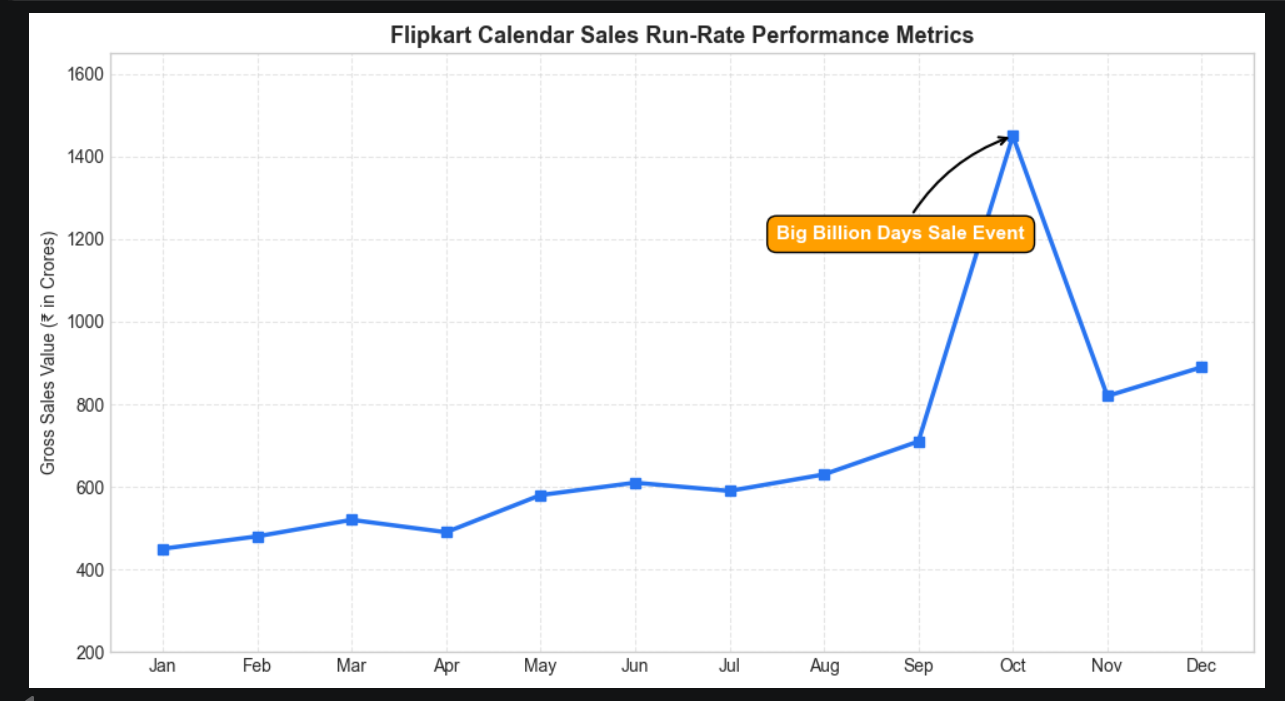 Flipkart Calendar Sales Run-Rate Performance Metrics
Gross Sales Value (₹ in Crores)
1600
1400
1200
1000
800
600
400
200
Big Billion Days Sale Event
Jan Feb Mar Apr May Jun Jul Aug Sep Oct Nov Dec